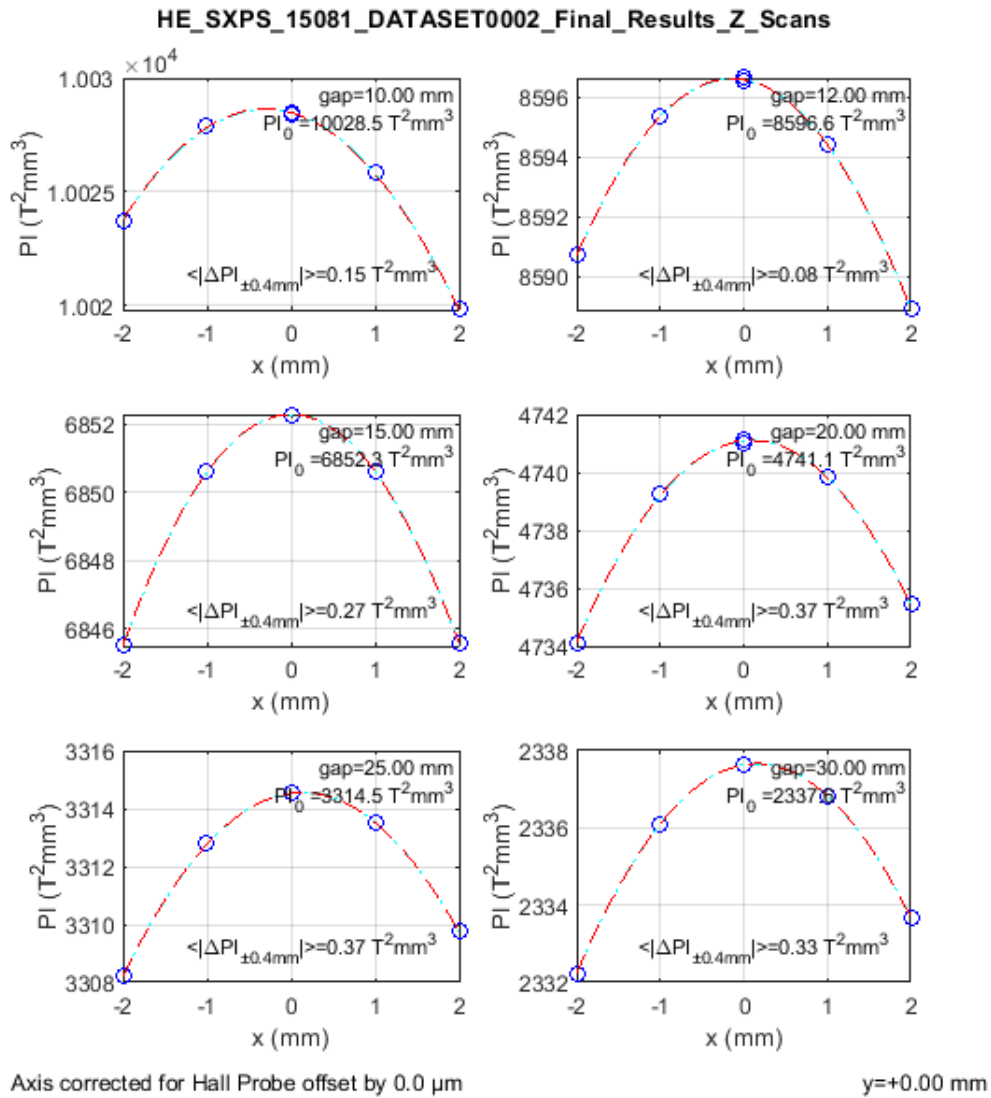 HE_SXPS_15081_DATASET0002_Final_Results_Z_Scans
×10⁴
gap=10.00 mm
PI₀ =10028.5 T²mm³
<|ΔPI±0.4mm|>=0.15 T²mm³
PI (T²mm³)
1.003
1.0025
1.002
-2 -1 0 1 2
x (mm)
gap=12.00 mm
PI₀ =8596.6 T²mm³
<|ΔPI±0.4mm|>=0.08 T²mm³
PI (T²mm³)
8596
8594
8592
8590
-2 -1 0 1 2
x (mm)
gap=15.00 mm
PI₀ =6852.3 T²mm³
<|ΔPI±0.4mm|>=0.27 T²mm³
PI (T²mm³)
6852
6850
6848
6846
-2 -1 0 1 2
x (mm)
gap=20.00 mm
PI₀ =4741.1 T²mm³
<|ΔPI±0.4mm|>=0.37 T²mm³
PI (T²mm³)
4742
4740
4738
4736
4734
-2 -1 0 1 2
x (mm)
gap=25.00 mm
PI₀ =3314.5 T²mm³
<|ΔPI±0.4mm|>=0.37 T²mm³
PI (T²mm³)
3316
3314
3312
3310
3308
-2 -1 0 1 2
x (mm)
gap=30.00 mm
PI₀ =2337.6 T²mm³
<|ΔPI±0.4mm|>=0.33 T²mm³
PI (T²mm³)
2338
2336
2334
2332
-2 -1 0 1 2
x (mm)
Axis corrected for Hall Probe offset by 0.0 μm
y=+0.00 mm